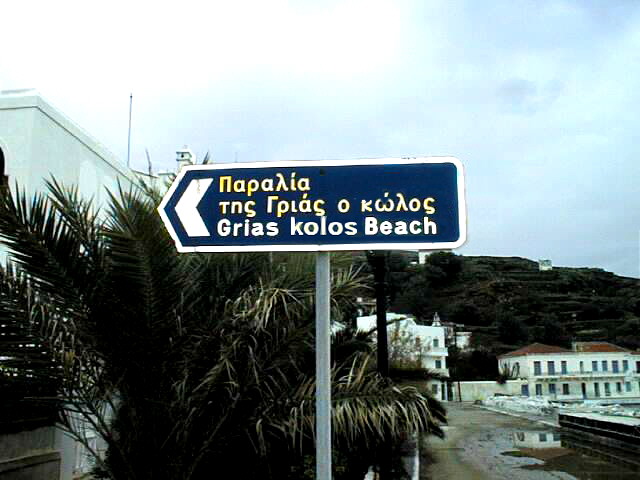 Παραλία
της Γριάς ο κώλος
Grias kolos Beach